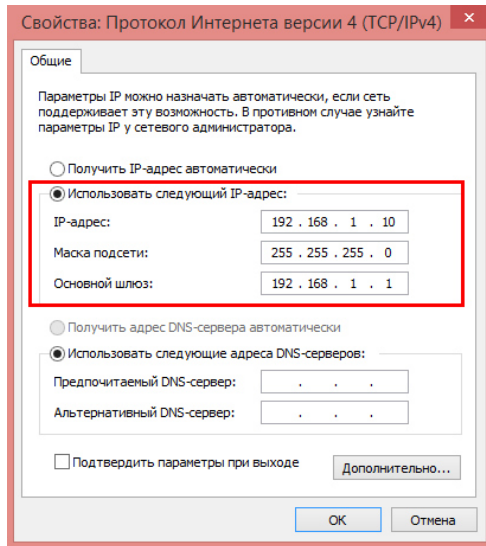 Свойства: Протокол Интернета версии 4 (TCP/IPv4)
Общие
Параметры IP можно назначать автоматически, если сеть
поддерживает эту возможность. В противном случае узнайте
параметры IP у сетевого администратора.
Получить IP-адрес автоматически
Использовать следующий IP-адрес:
IP-адрес: 192 . 168 . 1 . 10
Маска подсети: 255 . 255 . 255 . 0
Основной шлюз: 192 . 168 . 1 . 1
Получить адрес DNS-сервера автоматически
Использовать следующие адреса DNS-серверов:
Предпочитаемый DNS-сервер: . . .
Альтернативный DNS-сервер: . . .
Подтвердить параметры при выходе
Дополнительно...
ОК
Отмена